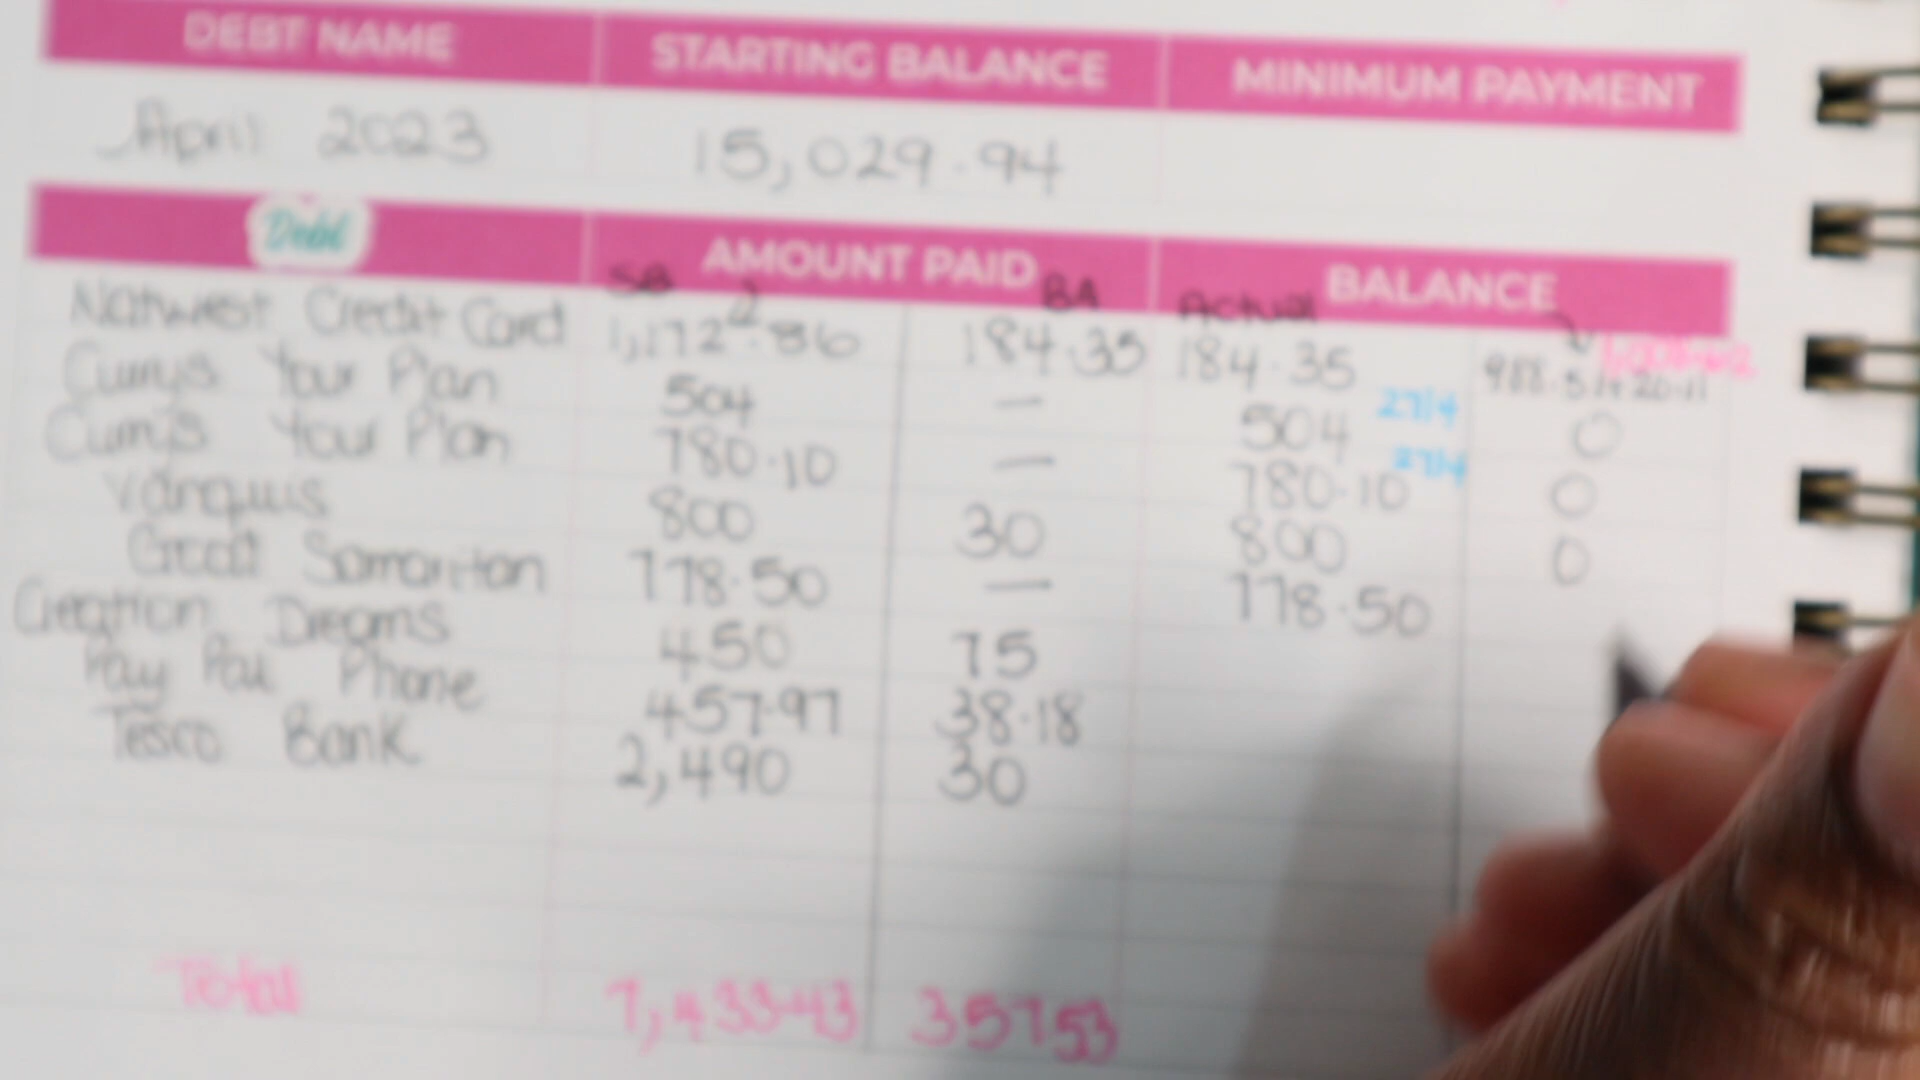 DEBT NAME STARTING BALANCE MINIMUM PAYMENT
April 2023 15,029.94
Debt AMOUNT PAID BALANCE
SB BA Actual
Natwest Credit Card 1,172.86 184.35 184.35
Currys Your Plan 504 — 504 27/4 0
Currys Your Plan 780.10 — 780.10 27/4 0
Vanquis 800 30 800 0
Great Samaritan 778.50 — 778.50
Creation Dreams 450 75
Pay Pal Phone 457.97 38.18
Tesco Bank 2,490 30
Total 7,433.43 357.53